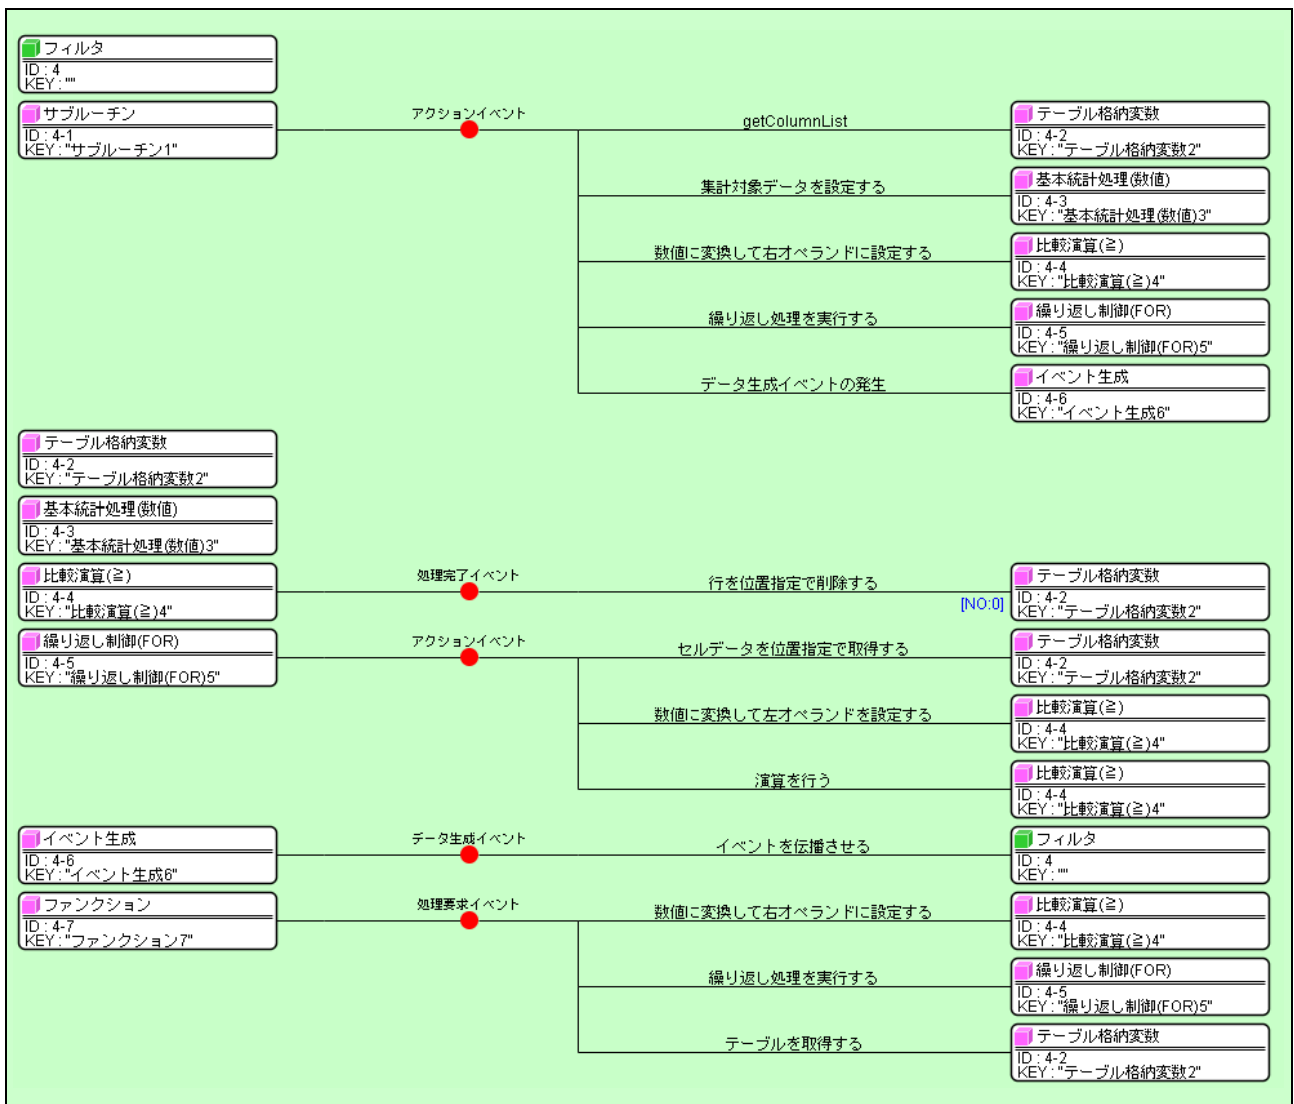 フィルタ
ID : 4
KEY : ""
サブルーチン
ID : 4-1
KEY : "サブルーチン1"
アクションイベント
getColumnList
テーブル格納変数
ID : 4-2
KEY : "テーブル格納変数2"
集計対象データを設定する
基本統計処理(数値)
ID : 4-3
KEY : "基本統計処理(数値)3"
数値に変換して右オペランドに設定する
比較演算(≧)
ID : 4-4
KEY : "比較演算(≧)4"
繰り返し処理を実行する
繰り返し制御(FOR)
ID : 4-5
KEY : "繰り返し制御(FOR)5"
データ生成イベントの発生
イベント生成
ID : 4-6
KEY : "イベント生成6"
テーブル格納変数
ID : 4-2
KEY : "テーブル格納変数2"
基本統計処理(数値)
ID : 4-3
KEY : "基本統計処理(数値)3"
比較演算(≧)
ID : 4-4
KEY : "比較演算(≧)4"
処理完了イベント
行を位置指定で削除する
[NO:0]
テーブル格納変数
ID : 4-2
KEY : "テーブル格納変数2"
繰り返し制御(FOR)
ID : 4-5
KEY : "繰り返し制御(FOR)5"
アクションイベント
セルデータを位置指定で取得する
テーブル格納変数
ID : 4-2
KEY : "テーブル格納変数2"
数値に変換して左オペランドを設定する
比較演算(≧)
ID : 4-4
KEY : "比較演算(≧)4"
演算を行う
比較演算(≧)
ID : 4-4
KEY : "比較演算(≧)4"
イベント生成
ID : 4-6
KEY : "イベント生成6"
データ生成イベント
イベントを伝播させる
フィルタ
ID : 4
KEY : ""
ファンクション
ID : 4-7
KEY : "ファンクション7"
処理要求イベント
数値に変換して右オペランドに設定する
比較演算(≧)
ID : 4-4
KEY : "比較演算(≧)4"
繰り返し処理を実行する
繰り返し制御(FOR)
ID : 4-5
KEY : "繰り返し制御(FOR)5"
テーブルを取得する
テーブル格納変数
ID : 4-2
KEY : "テーブル格納変数2"